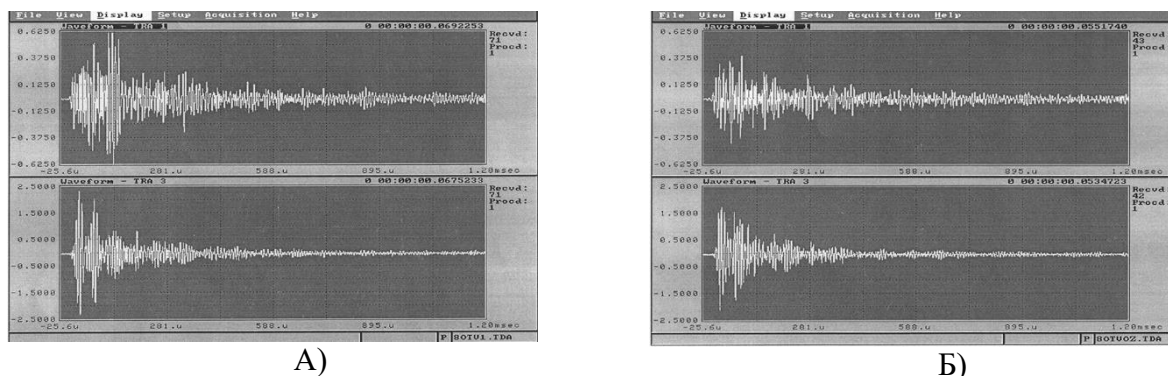 File View Display Setup Acquisition Help
Waveform - TRA 1 0 00:00:00.0692253
0.6250
0.3750
0.1250
-0.1250
-0.3750
-0.6250
Recvd:
71
Procd:
1
-25.6u 281.u 588.u 895.u 1.20msec
Waveform - TRA 3 0 00:00:00.0675233
2.5000
1.5000
0.5000
-0.5000
-1.5000
-2.5000
Recvd:
71
Procd:
1
-25.6u 281.u 588.u 895.u 1.20msec
P 80TV1.TDA
А)
File View Display Setup Acquisition Help
Waveform - TRA 1 0 00:00:00.0551740
0.6250
0.3750
0.1250
-0.1250
-0.3750
-0.6250
Recvd:
43
Procd:
1
-25.6u 281.u 588.u 895.u 1.20msec
Waveform - TRA 3 0 00:00:00.0534723
2.5000
1.5000
0.5000
-0.5000
-1.5000
-2.5000
Recvd:
42
Procd:
1
-25.6u 281.u 588.u 895.u 1.20msec
P 80TVO2.TDA
Б)